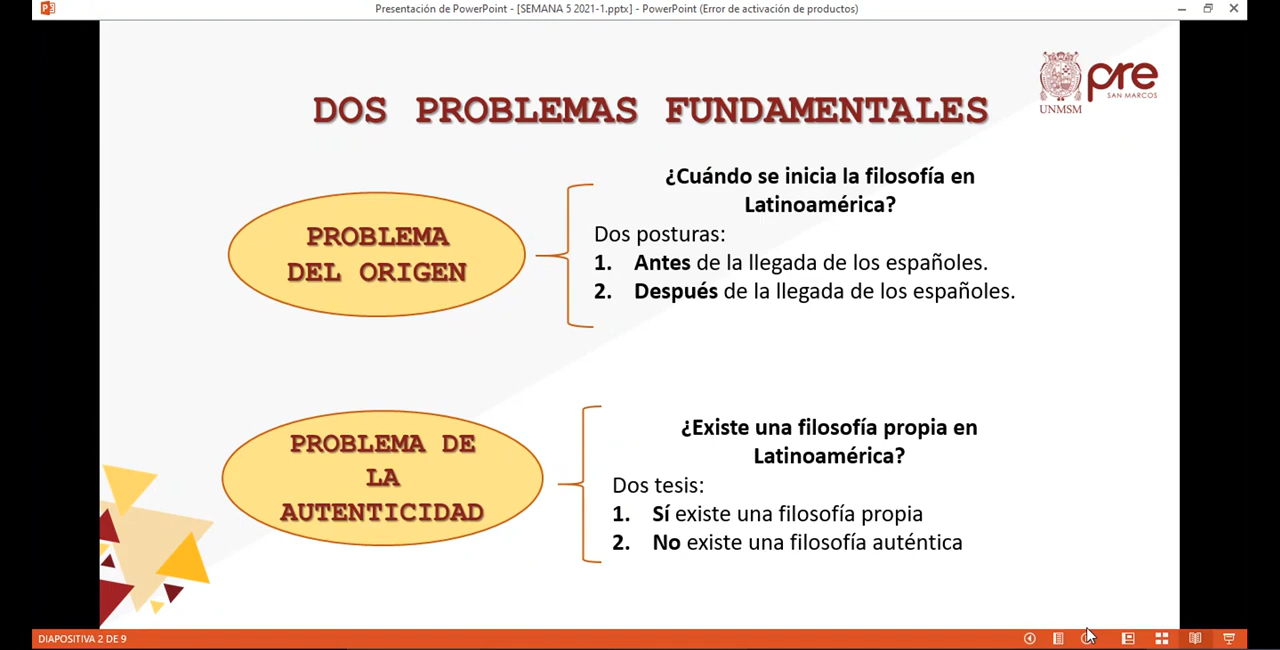 Presentación de PowerPoint - [SEMANA 5 2021-1.pptx] - PowerPoint (Error de activación de productos)
pre
SAN MARCOS
UNMSM
DOS PROBLEMAS FUNDAMENTALES
PROBLEMA
DEL ORIGEN
¿Cuándo se inicia la filosofía en
Latinoamérica?
Dos posturas:
1. Antes de la llegada de los españoles.
2. Después de la llegada de los españoles.
PROBLEMA DE
LA
AUTENTICIDAD
¿Existe una filosofía propia en
Latinoamérica?
Dos tesis:
1. Sí existe una filosofía propia
2. No existe una filosofía auténtica
DIAPOSITIVA 2 DE 9